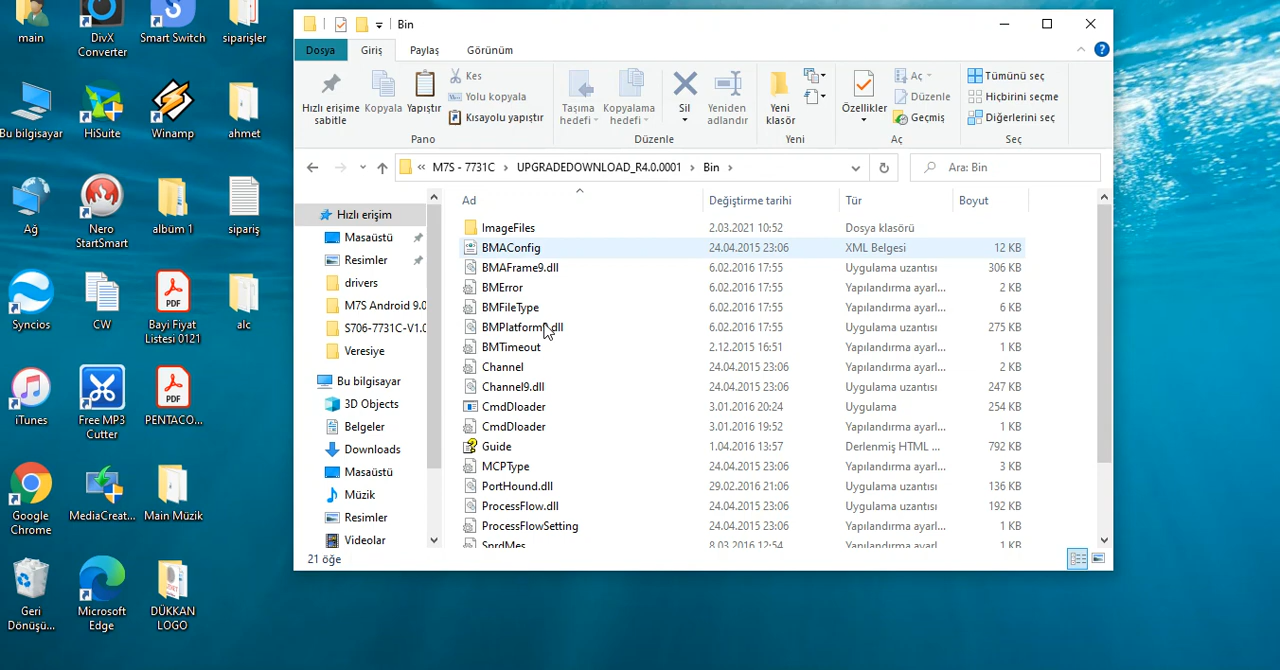 main
DivX
Converter
Smart Switch
siparişler
Bu bilgisayar
HiSuite
Winamp
ahmet
Ağ
Nero
StartSmart
albüm 1
sipariş
Syncios
CW
Bayi Fiyat
Listesi 0121
alc
iTunes
Free MP3
Cutter
PENTACO...
Google
Chrome
MediaCreat...
Main Müzik
Geri
Dönüşü...
Microsoft
Edge
DÜKKAN
LOGO
Bin
Dosya Giriş Paylaş Görünüm
Hızlı erişime
sabitle
Kopyala
Yapıştır
Kes
Yolu kopyala
Kısayolu yapıştır
Pano
Taşıma
hedefi
Kopyalama
hedefi
Sil
Yeniden
adlandır
Düzenle
Yeni
klasör
Yeni
Özellikler
Aç
Düzenle
Geçmiş
Aç
Tümünü seç
Hiçbirini seçme
Diğerlerini seç
Seç
« M7S - 7731C › UPGRADEDOWNLOAD_R4.0.0001 › Bin ›
Ara: Bin
Hızlı erişim
Masaüstü
Resimler
drivers
M7S Android 9.0
S706-7731C-V1.0
Veresiye
Bu bilgisayar
3D Objects
Belgeler
Downloads
Masaüstü
Müzik
Resimler
Videolar
Ad Değiştirme tarihi Tür Boyut
ImageFiles 2.03.2021 10:52 Dosya klasörü
BMAConfig 24.04.2015 23:06 XML Belgesi 12 KB
BMAFrame9.dll 6.02.2016 17:55 Uygulama uzantısı 306 KB
BMError 6.02.2016 17:55 Yapılandırma ayarl... 2 KB
BMFileType 6.02.2016 17:55 Yapılandırma ayarl... 6 KB
BMPlatform9.dll 6.02.2016 17:55 Uygulama uzantısı 275 KB
BMTimeout 2.12.2015 16:51 Yapılandırma ayarl... 1 KB
Channel 24.04.2015 23:06 Yapılandırma ayarl... 2 KB
Channel9.dll 24.04.2015 23:06 Uygulama uzantısı 247 KB
CmdDloader 3.01.2016 20:24 Uygulama 254 KB
CmdDloader 3.01.2016 19:52 Yapılandırma ayarl... 1 KB
Guide 1.04.2016 13:57 Derlenmiş HTML ... 792 KB
MCPType 24.04.2015 23:06 Yapılandırma ayarl... 3 KB
PortHound.dll 29.02.2016 21:06 Uygulama uzantısı 136 KB
ProcessFlow.dll 24.04.2015 23:06 Uygulama uzantısı 192 KB
ProcessFlowSetting 24.04.2015 23:06 Yapılandırma ayarl... 1 KB
SprdMes 8.03.2016 12:54 Yapılandırma ayarl... 1 KB
21 öğe